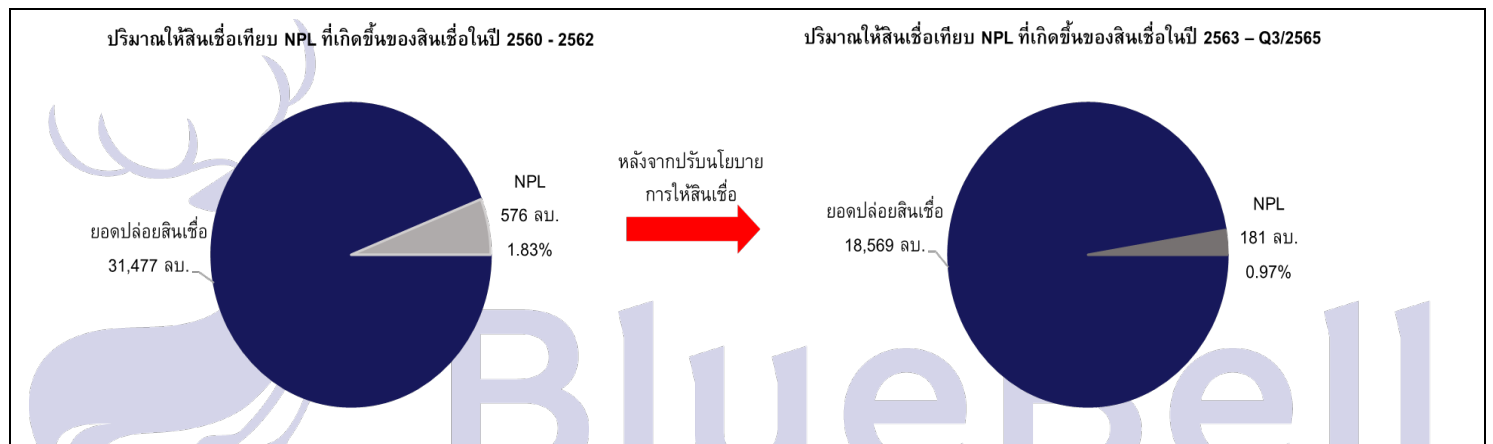 ปริมาณให้สินเชื่อเทียบ NPL ที่เกิดขึ้นของสินเชื่อในปี 2560 - 2562
ยอดปล่อยสินเชื่อ
31,477 ลบ.
NPL
576 ลบ.
1.83%
หลังจากปรับนโยบาย
การให้สินเชื่อ
ปริมาณให้สินเชื่อเทียบ NPL ที่เกิดขึ้นของสินเชื่อในปี 2563 – Q3/2565
ยอดปล่อยสินเชื่อ
18,569 ลบ.
NPL
181 ลบ.
0.97%
BlueBell